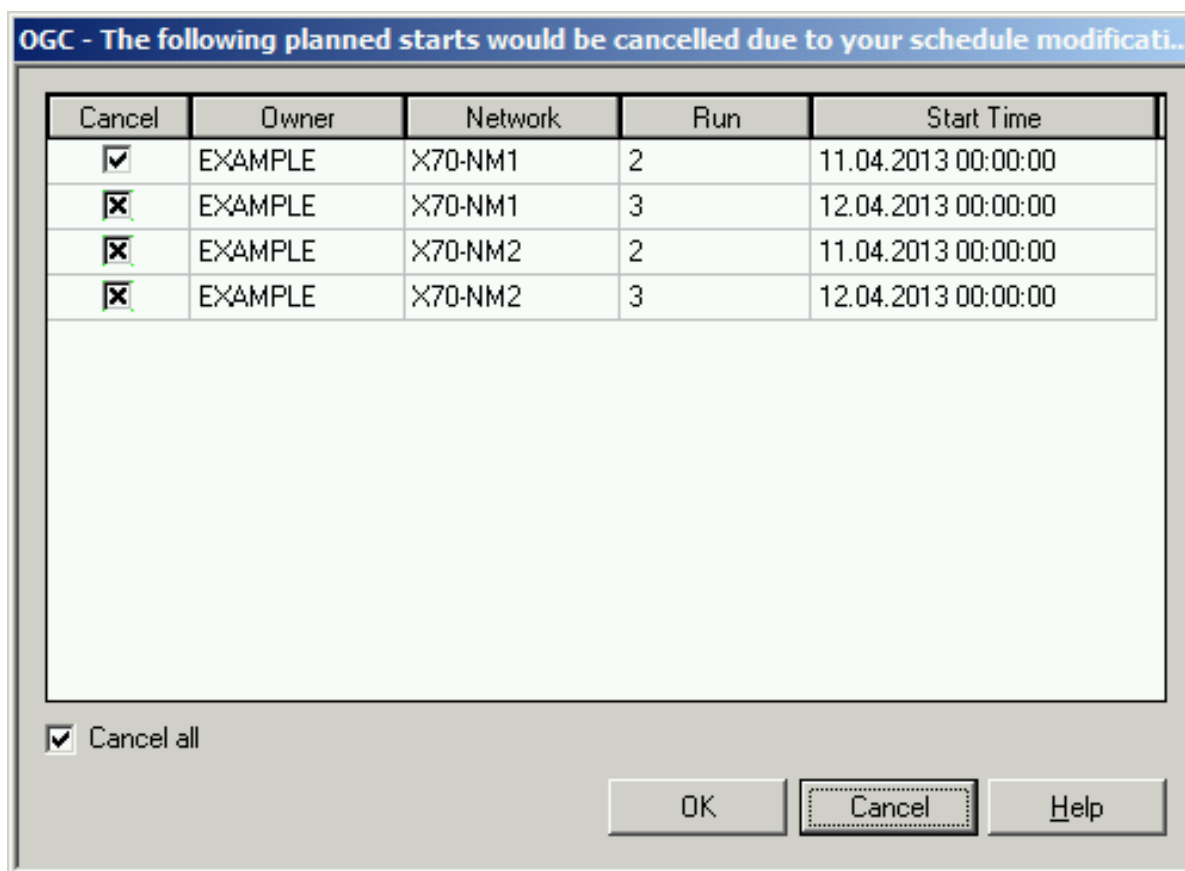 OGC - The following planned starts would be cancelled due to your schedule modificati...
Cancel Owner Network Run Start Time
EXAMPLE X70-NM1 2 11.04.2013 00:00:00
EXAMPLE X70-NM1 3 12.04.2013 00:00:00
EXAMPLE X70-NM2 2 11.04.2013 00:00:00
EXAMPLE X70-NM2 3 12.04.2013 00:00:00
Cancel all
OK Cancel Help